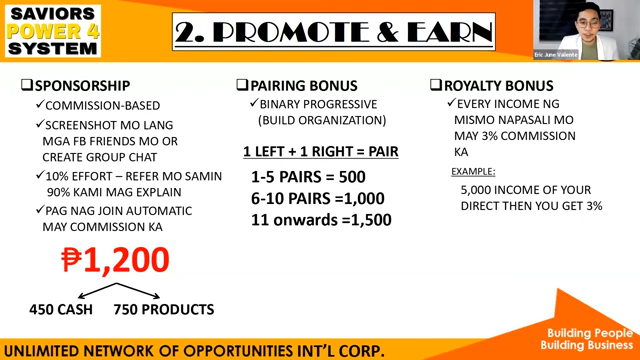 SAVIORS
POWER 4
SYSTEM
2. PROMOTE & EARN
Eric June Valiente
SPONSORSHIP
COMMISSION-BASED
SCREENSHOT MO LANG
MGA FB FRIENDS MO OR
CREATE GROUP CHAT
10% EFFORT – REFER MO SAMIN
90% KAMI MAG EXPLAIN
PAG NAG JOIN AUTOMATIC
MAY COMMISSION KA
₱1,200
450 CASH 750 PRODUCTS
PAIRING BONUS
BINARY PROGRESSIVE
(BUILD ORGANIZATION)
1 LEFT + 1 RIGHT = PAIR
1-5 PAIRS = 500
6-10 PAIRS =1,000
11 onwards =1,500
ROYALTY BONUS
EVERY INCOME NG
MISMO NAPASALI MO
MAY 3% COMMISSION
KA
EXAMPLE:
5,000 INCOME OF YOUR
DIRECT THEN YOU GET 3%
Building People
Building Business
UNLIMITED NETWORK OF OPPORTUNITIES INT'L CORP.